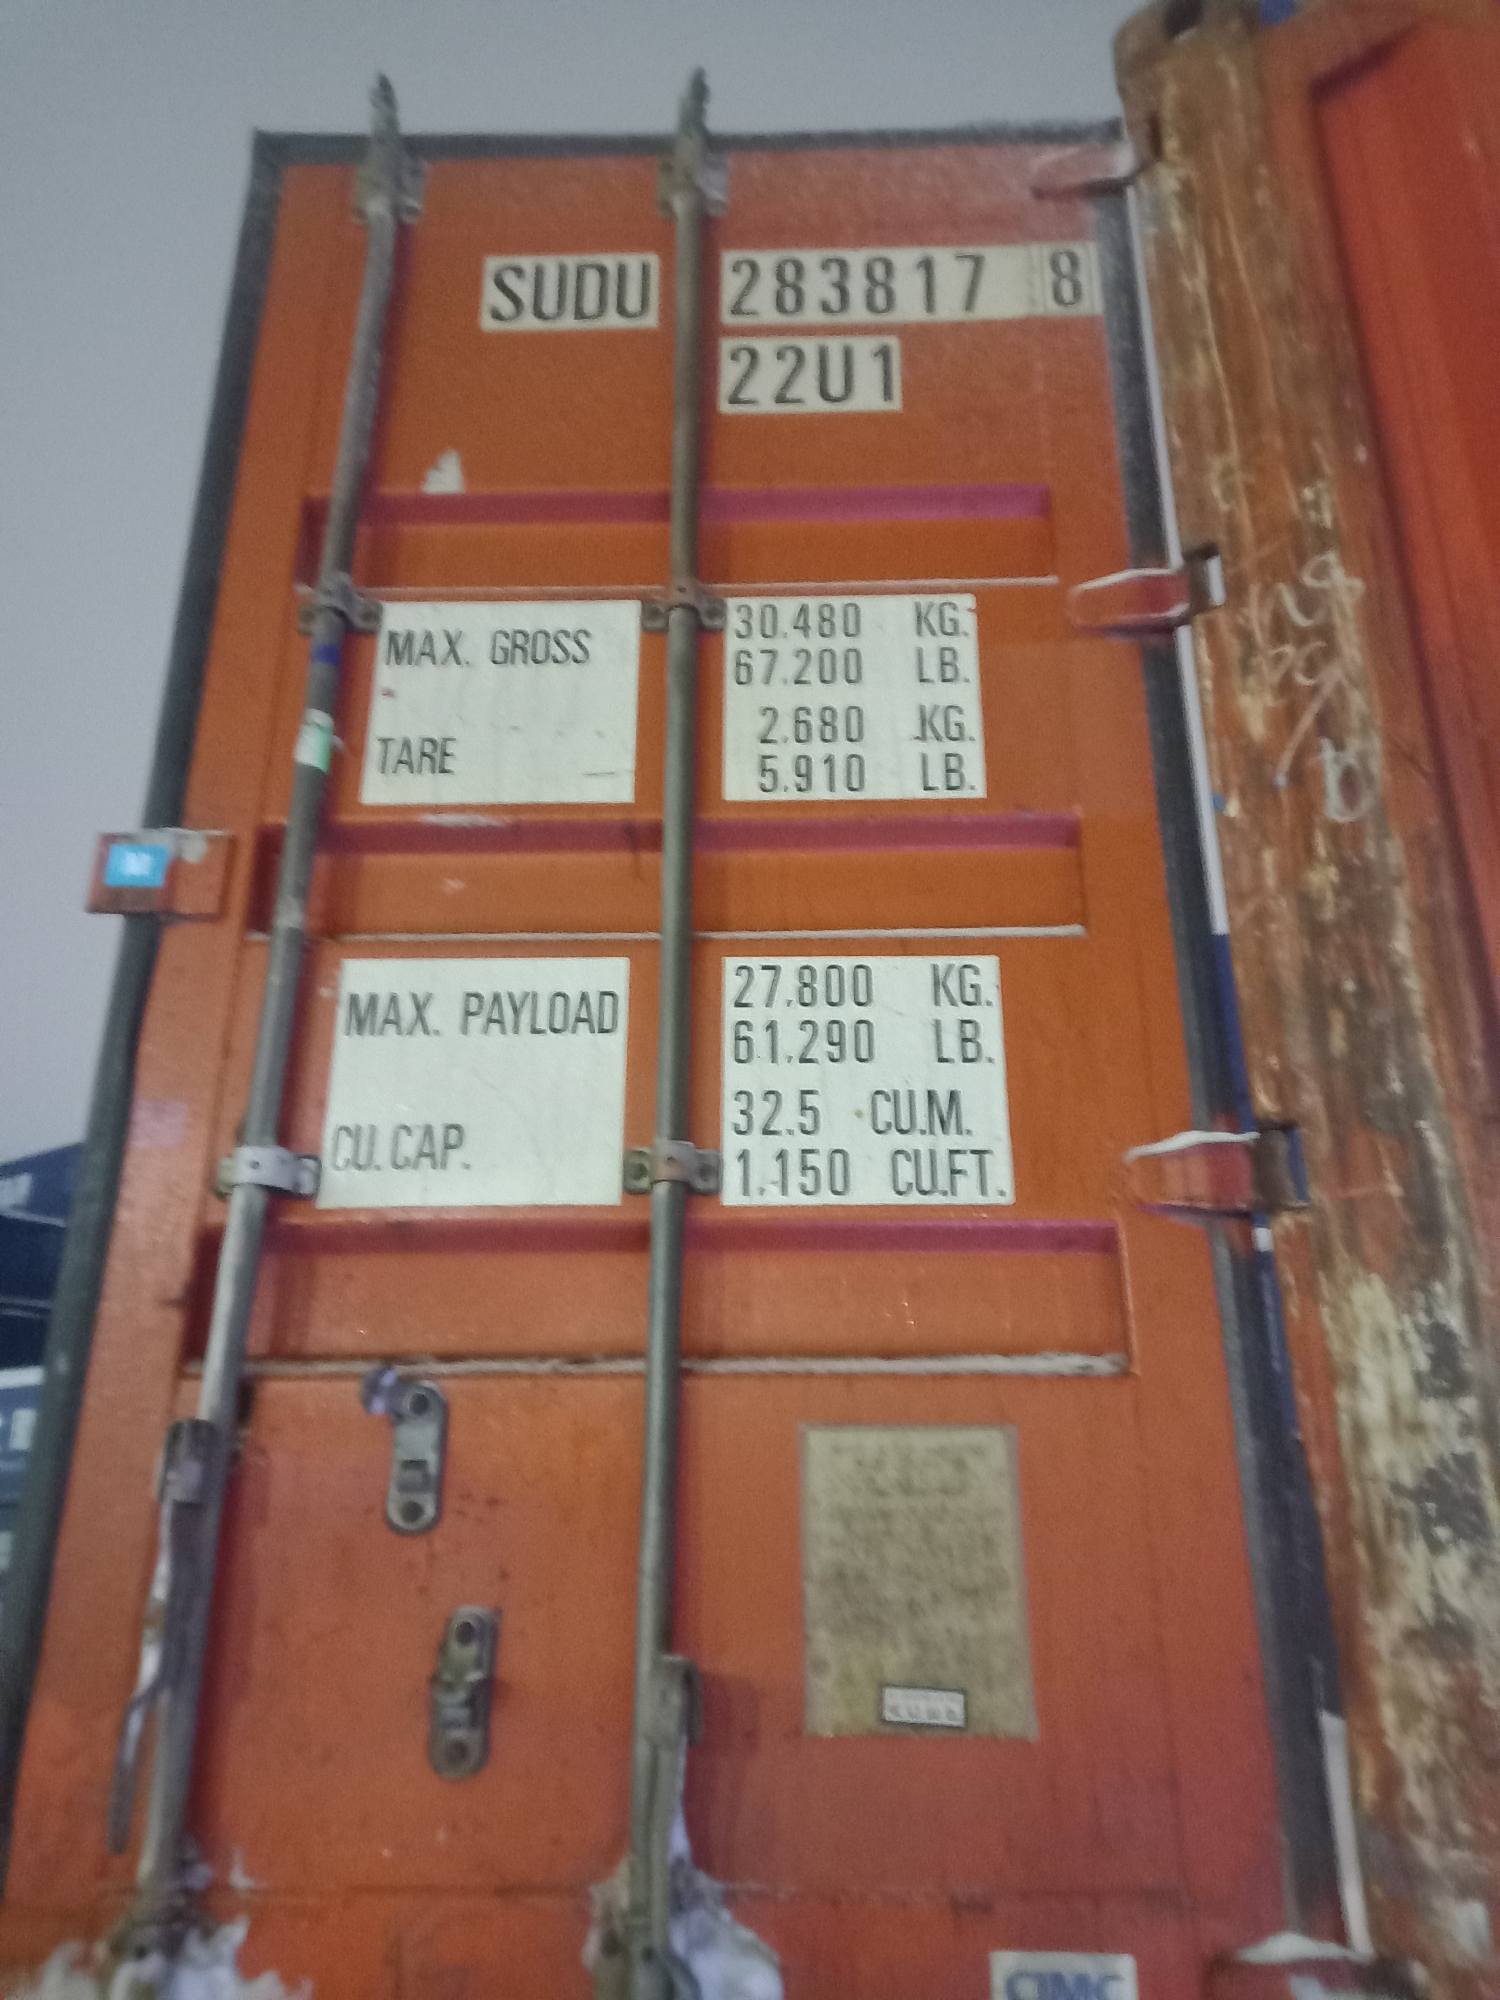 SUDU 283817 8
22U1
MAX. GROSS 30.480 KG.
67.200 LB.
TARE 2.680 KG.
5.910 LB.
MAX. PAYLOAD 27.800 KG.
61.290 LB.
CU. CAP. 32.5 CU.M.
1.150 CU.FT.
CIMC